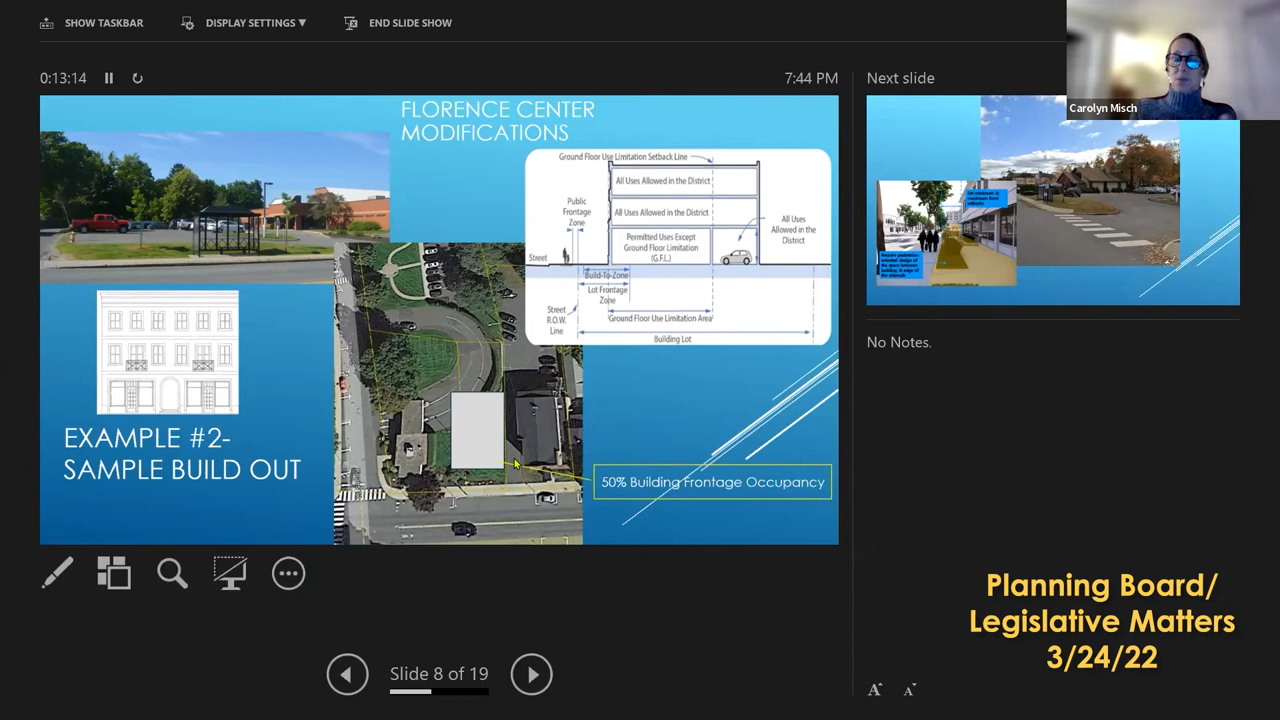 SHOW TASKBAR
DISPLAY SETTINGS ▼
END SLIDE SHOW
0:13:14
7:44 PM
Next slide
Carolyn Misch
FLORENCE CENTER
MODIFICATIONS
Ground Floor Use Limitation Setback Line
All Uses Allowed in the District
Public
Frontage
Zone
All Uses Allowed in the District
All Uses
Allowed in the
District
Permitted Uses Except
Ground Floor Limitation
(G.F.L.)
Street
Build-To-Zone
Lot Frontage
Zone
Street
R.O.W.
Line
Ground Floor Use Limitation Area
Building Lot
EXAMPLE #2-
SAMPLE BUILD OUT
50% Building Frontage Occupancy
No Notes.
Planning Board/
Legislative Matters
3/24/22
Slide 8 of 19
A
A